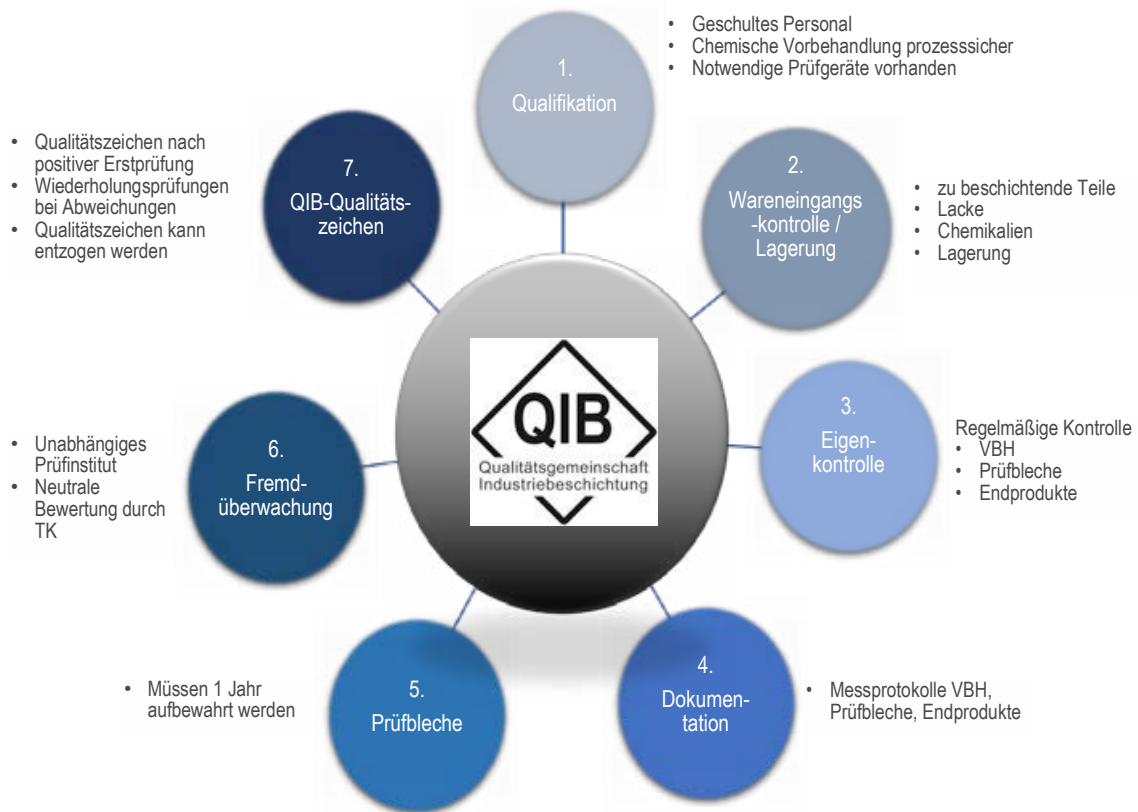 QIB
Qualitätsgemeinschaft
Industriebeschichtung
1.
Qualifikation
• Geschultes Personal
• Chemische Vorbehandlung prozesssicher
• Notwendige Prüfgeräte vorhanden
2.
Wareneingangs
-kontrolle /
Lagerung
• zu beschichtende Teile
• Lacke
• Chemikalien
• Lagerung
3.
Eigen-
kontrolle
Regelmäßige Kontrolle
• VBH
• Prüfbleche
• Endprodukte
4.
Dokumen-
tation
• Messprotokolle VBH,
Prüfbleche, Endprodukte
5.
Prüfbleche
• Müssen 1 Jahr
aufbewahrt werden
6.
Fremd-
überwachung
• Unabhängiges
Prüfinstitut
• Neutrale
Bewertung durch
TK
7.
QIB-Qualitäts-
zeichen
• Qualitätszeichen nach
positiver Erstprüfung
• Wiederholungsprüfungen
bei Abweichungen
• Qualitätszeichen kann
entzogen werden